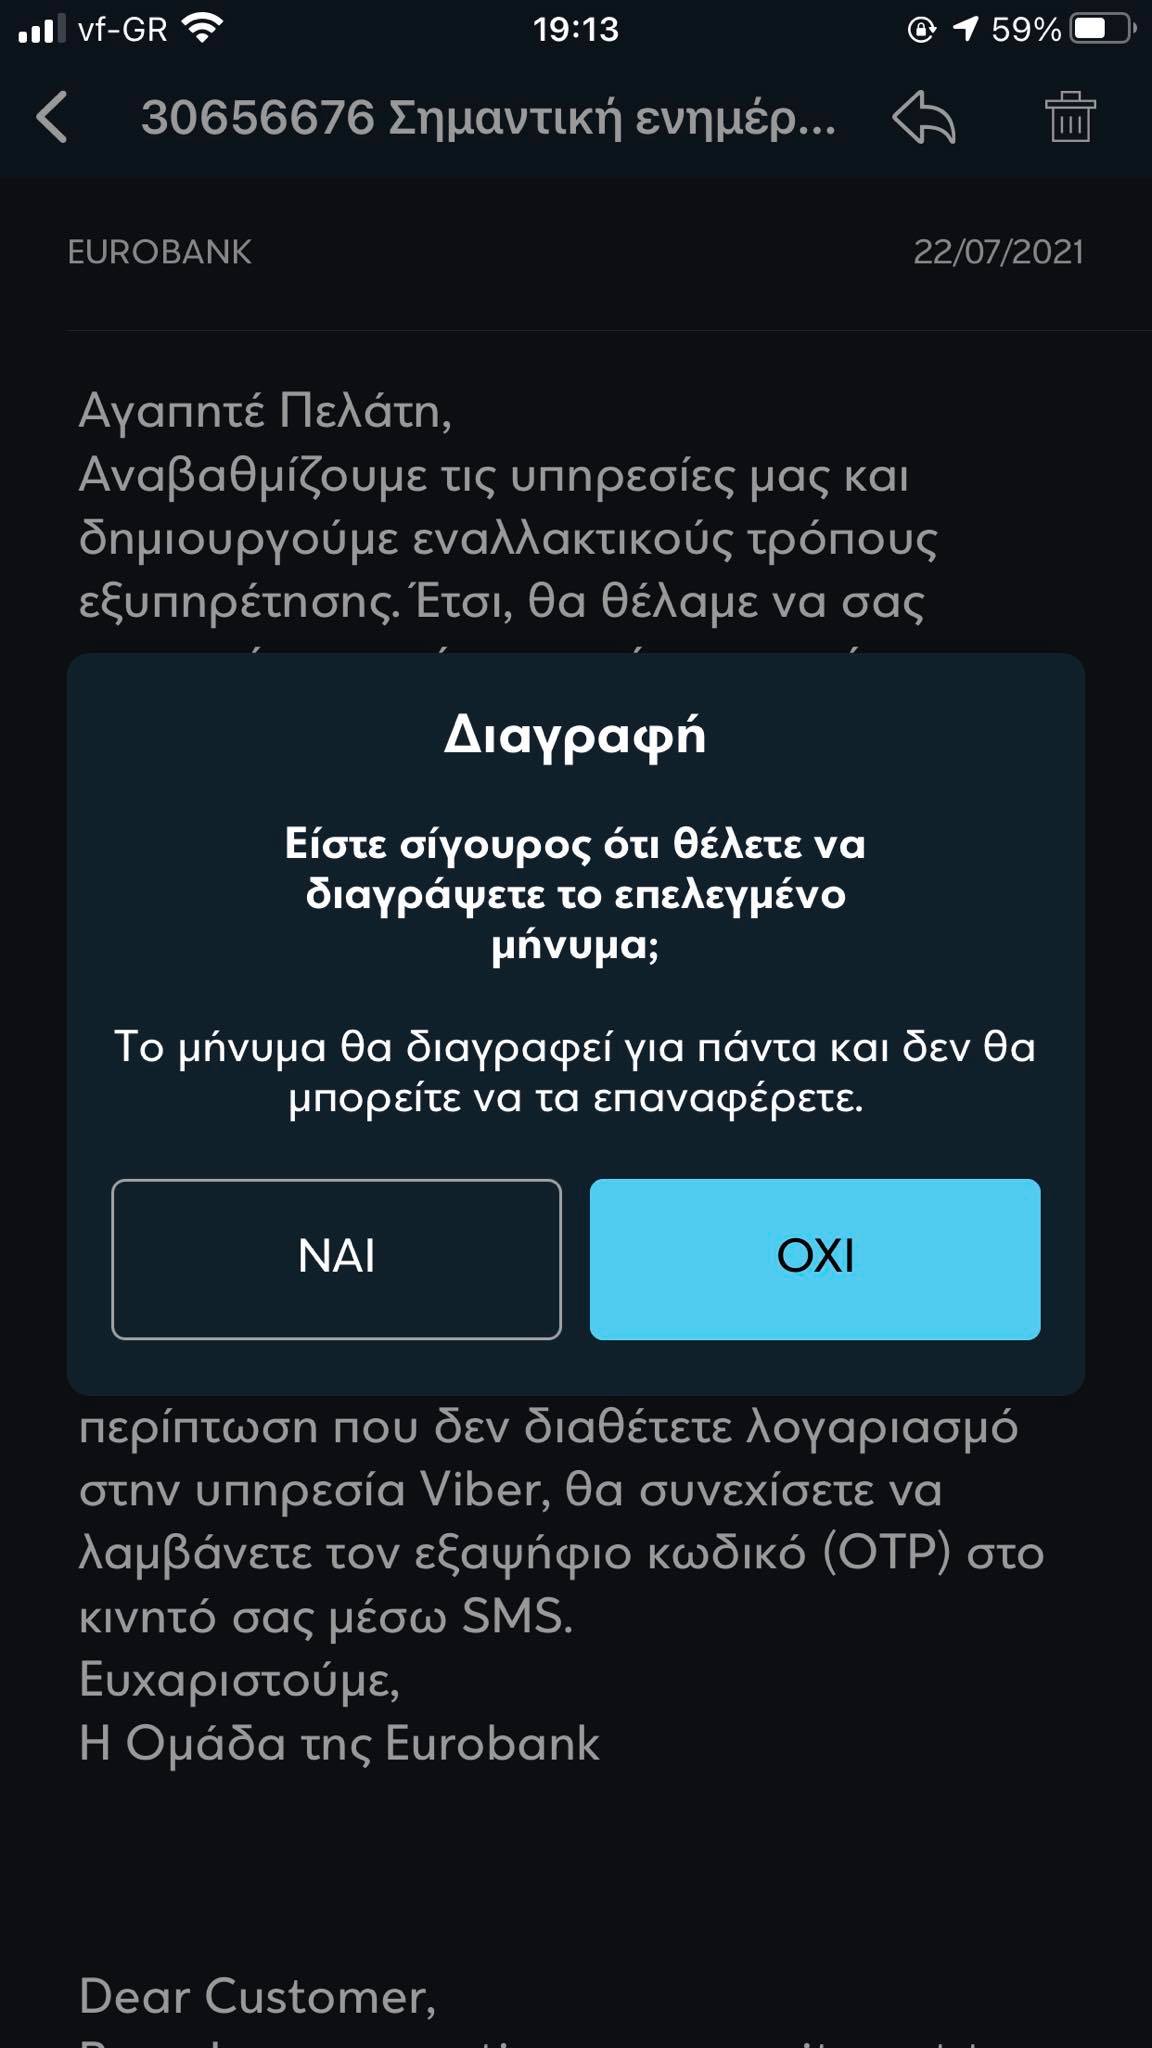 vf-GR
19:13
59%
30656676 Σημαντική ενημέρ...
EUROBANK
22/07/2021
Αγαπητέ Πελάτη,
Αναβαθμίζουμε τις υπηρεσίες μας και
δημιουργούμε εναλλακτικούς τρόπους
εξυπηρέτησης. Έτσι, θα θέλαμε να σας
Διαγραφή
Είστε σίγουρος ότι θέλετε να
διαγράψετε το επελεγμένο
μήνυμα;
Το μήνυμα θα διαγραφεί για πάντα και δεν θα
μπορείτε να τα επαναφέρετε.
ΝΑΙ
ΟΧΙ
περίπτωση που δεν διαθέτετε λογαριασμό
στην υπηρεσία Viber, θα συνεχίσετε να
λαμβάνετε τον εξαψήφιο κωδικό (OTP) στο
κινητό σας μέσω SMS.
Ευχαριστούμε,
Η Ομάδα της Eurobank
Dear Customer,